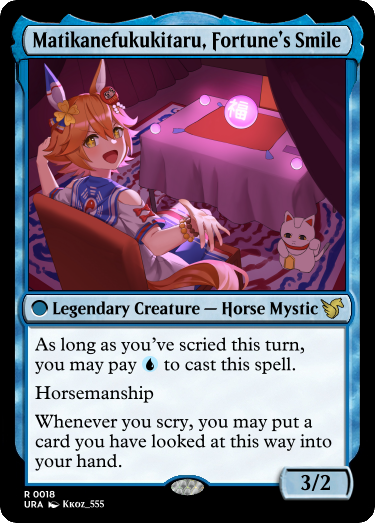 Matikanefukukitaru, Fortune's Smile
福
Legendary Creature — Horse Mystic
As long as you've scried this turn,
you may pay to cast this spell.
Horsemanship
Whenever you scry, you may put a
card you have looked at this way into
your hand.
3/2
R 0018
URA Kkoz_555